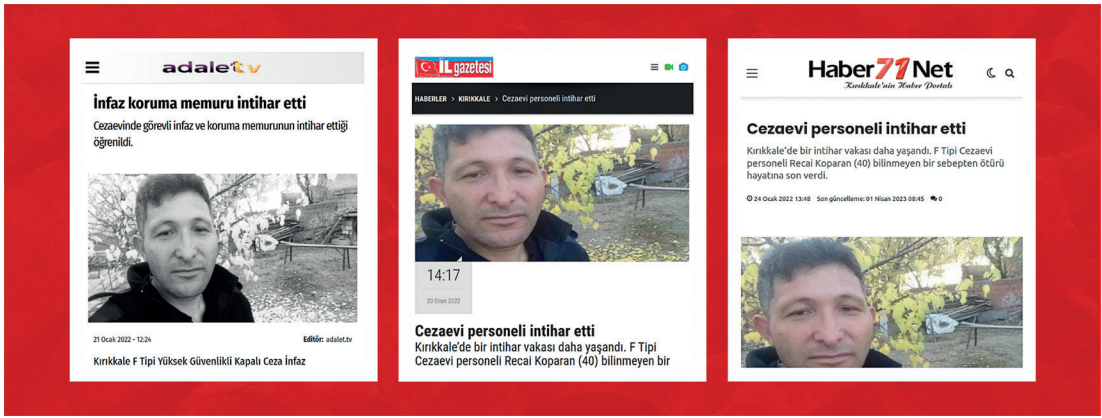 adalet tv
İnfaz koruma memuru intihar etti
Cezaevinde görevli infaz ve koruma memurunun intihar ettiği
öğrenildi.
21 Ocak 2022 - 12:24 Editör: adalet.tv
Kırıkkale F Tipi Yüksek Güvenlikli Kapalı Ceza İnfaz
İL gazetesi
HABERLER > KIRIKKALE > Cezaevi personeli intihar etti
14:17
23 Ocak 2022
Cezaevi personeli intihar etti
Kırıkkale’de bir intihar vakası daha yaşandı. F Tipi
Cezaevi personeli Recai Koparan (40) bilinmeyen bir
Haber71Net
Kırıkkale'nin Haber Portalı
Cezaevi personeli intihar etti
Kırıkkale’de bir intihar vakası daha yaşandı. F Tipi Cezaevi
personeli Recai Koparan (40) bilinmeyen bir sebepten ötürü
hayatına son verdi.
24 Ocak 2022 13:48 Son güncelleme: 01 Nisan 2023 08:45 0